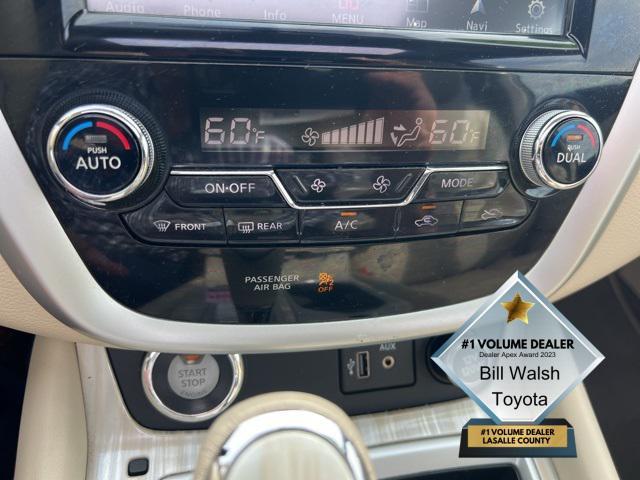 Audio Phone Info MENU Map Navi Settings
60°F 60°F
PUSH AUTO
PUSH DUAL
ON·OFF MODE
FRONT REAR A/C
PASSENGER
AIR BAG
2
OFF
START
STOP
ENGINE
AUX
#1 VOLUME DEALER
Dealer Apex Award 2023
Bill Walsh
Toyota
#1 VOLUME DEALER
LASALLE COUNTY